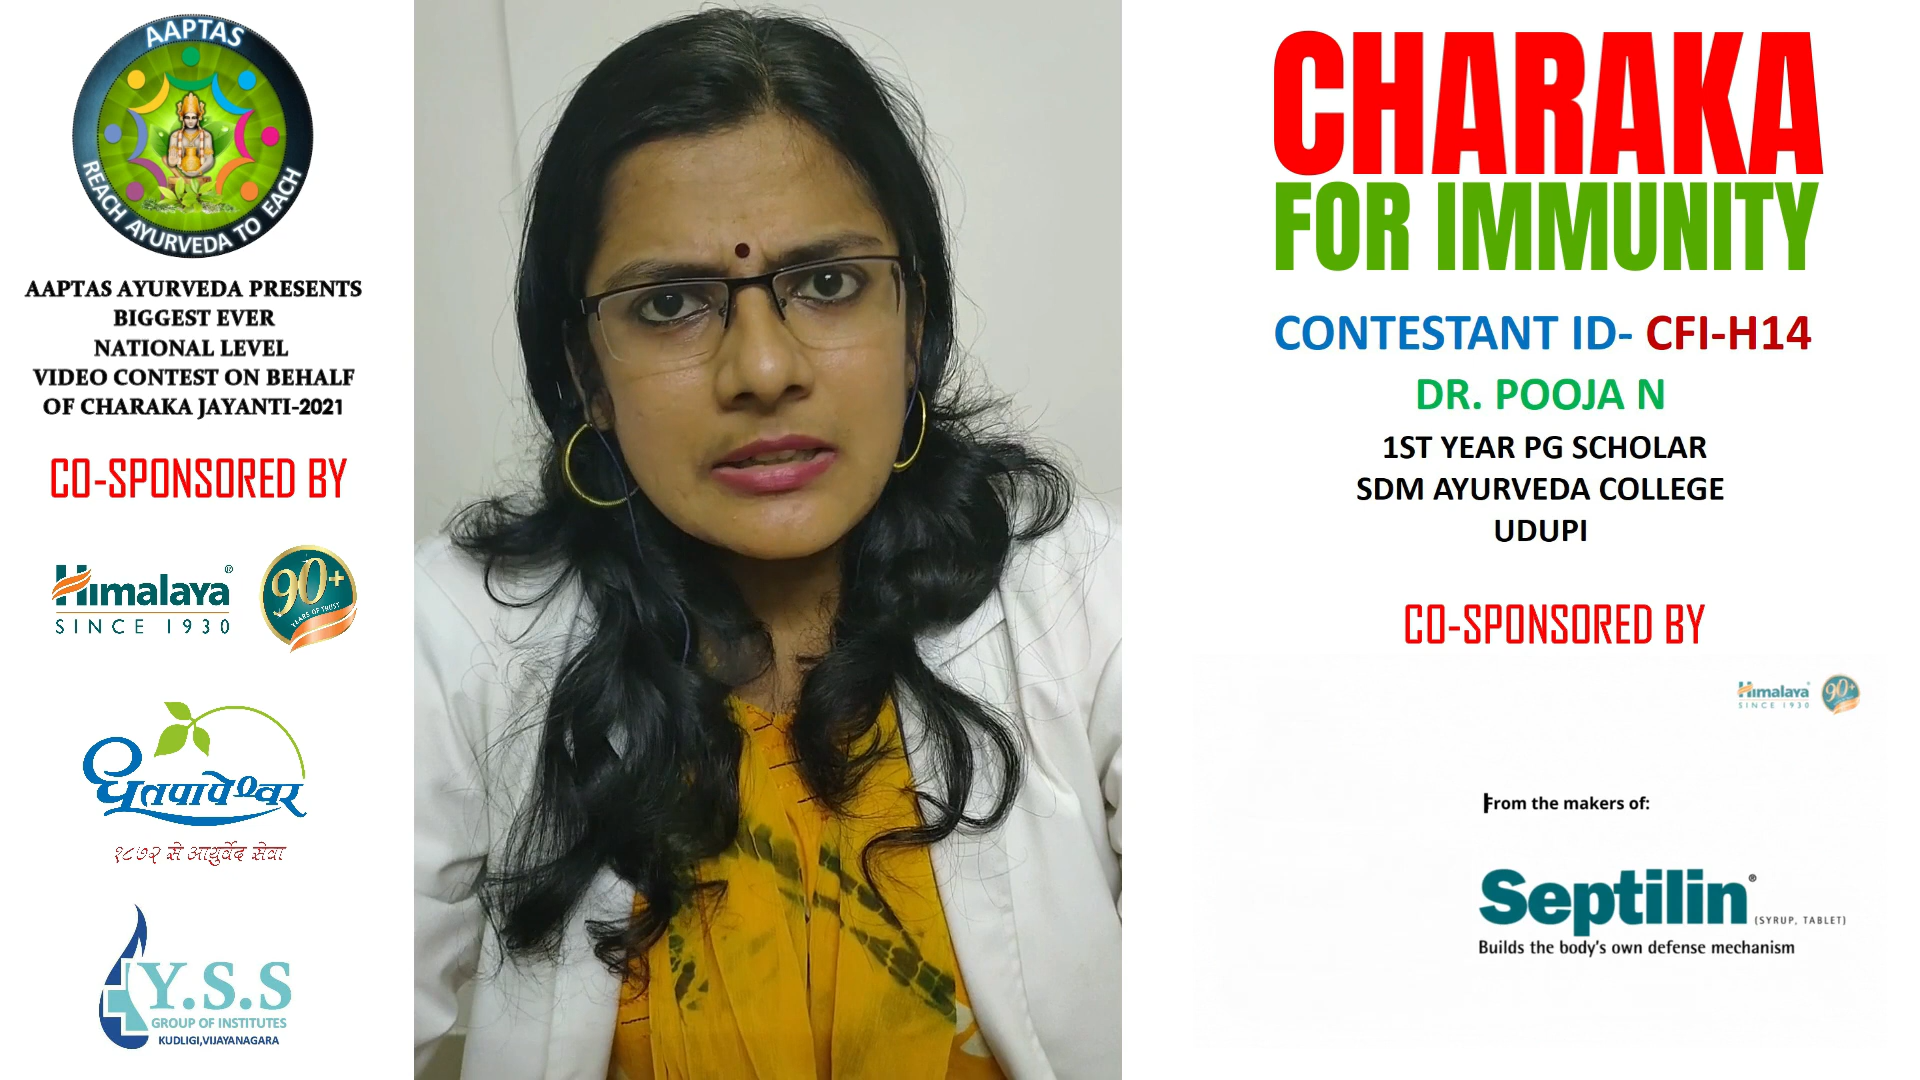 AAPTAS
REACH AYURVEDA TO EACH
AAPTAS AYURVEDA PRESENTS
BIGGEST EVER
NATIONAL LEVEL
VIDEO CONTEST ON BEHALF
OF CHARAKA JAYANTI-2021
CO-SPONSORED BY
Himalaya®
SINCE 1930
90+
YEARS OF TRUST
धूतपापेश्वर
१८७२ से आयुर्वेद सेवा
Y.S.S
GROUP OF INSTITUTES
KUDLIGI,VIJAYANAGARA
CHARAKA
FOR IMMUNITY
CONTESTANT ID- CFI-H14
DR. POOJA N
1ST YEAR PG SCHOLAR
SDM AYURVEDA COLLEGE
UDUPI
CO-SPONSORED BY
Himalaya®
SINCE 1930
90+
From the makers of:
Septilin®
(SYRUP, TABLET)
Builds the body's own defense mechanism